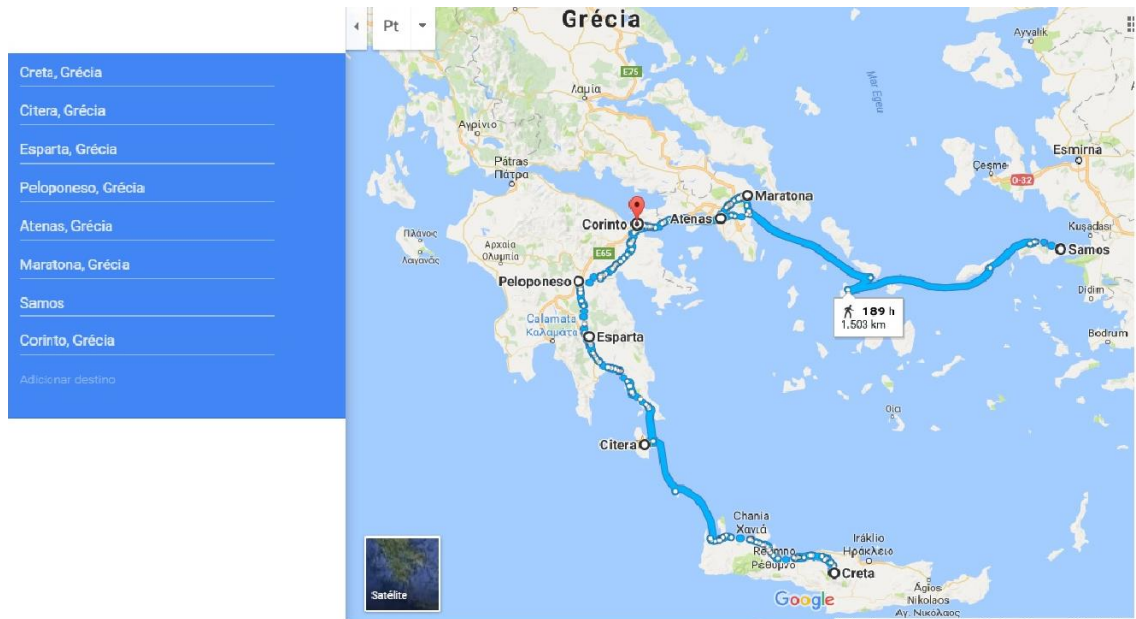 Creta, Grécia
Citera, Grécia
Esparta, Grécia
Peloponeso, Grécia
Atenas, Grécia
Maratona, Grécia
Samos
Corinto, Grécia
Adicionar destino
Pt
Grécia
Ayvalık
E75
Λαμία
Mar Egeu
Αγρίνιο
Esmirna
Pátras
Πάτρα
Çeşme
O-32
Maratona
Corinto
Atenas
Kuşadası
Samos
Πλάνος
Λαγανάς
Αρχαία
Ολυμπία
E65
Peloponeso
Didim
189 h
1.503 km
Calamata
Καλαμάτα
Esparta
Bodrum
Oia
Citera
Chania
Χανιά
Iráklio
Ηράκλειο
Ρέθυμνο
Creta
Agios
Nikolaos
Αγ. Νικόλαος
Google
Satélite